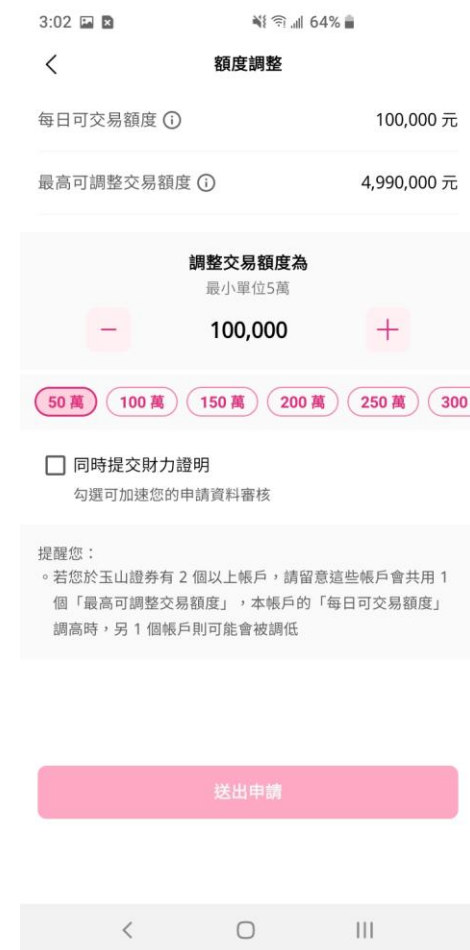 3:02 64%
額度調整
每日可交易額度 100,000 元
最高可調整交易額度 4,990,000 元
調整交易額度為
最小單位5萬
− 100,000 +
50 萬 100 萬 150 萬 200 萬 250 萬 300
同時提交財力證明
勾選可加速您的申請資料審核
提醒您：
◦ 若您於玉山證券有 2 個以上帳戶，請留意這些帳戶會共用 1
個「最高可調整交易額度」，本帳戶的「每日可交易額度」
調高時，另 1 個帳戶則可能會被調低
送出申請